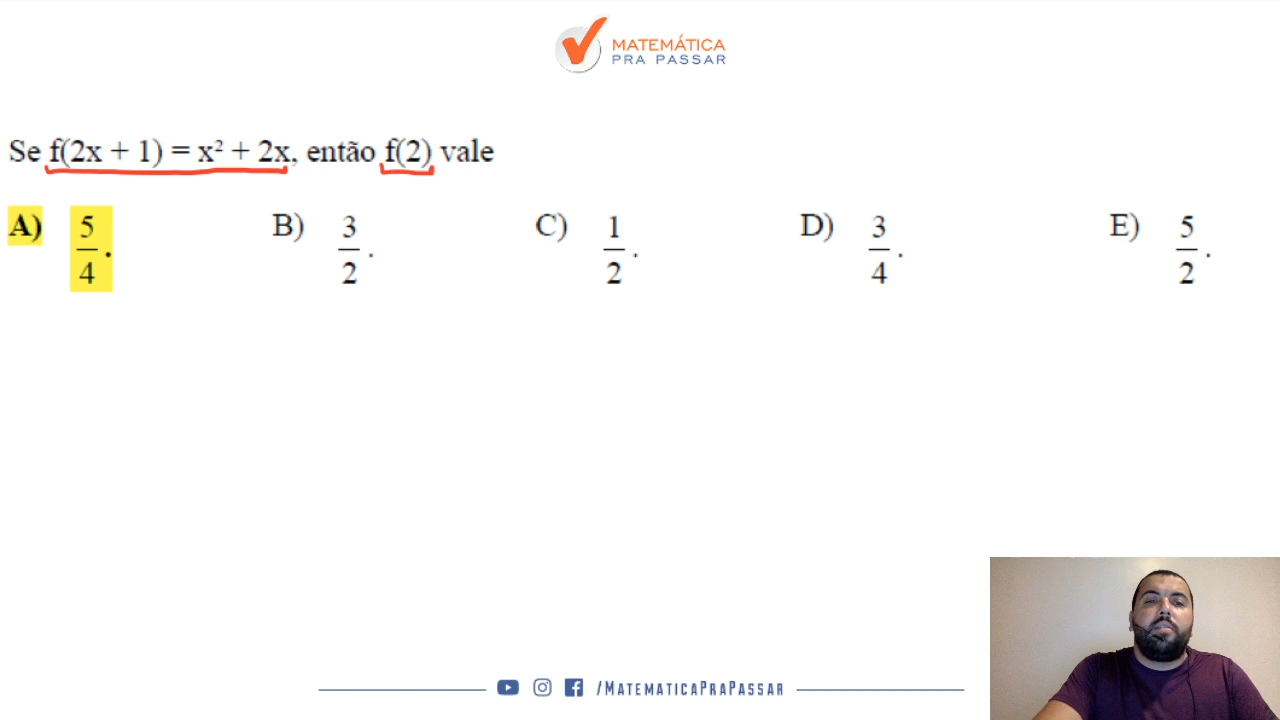 MATEMÁTICA
PRA PASSAR
Se f(2x + 1) = x² + 2x, então f(2) vale
A) 5/4. B) 3/2. C) 1/2. D) 3/4. E) 5/2.
/MATEMATICAPRAPASSAR